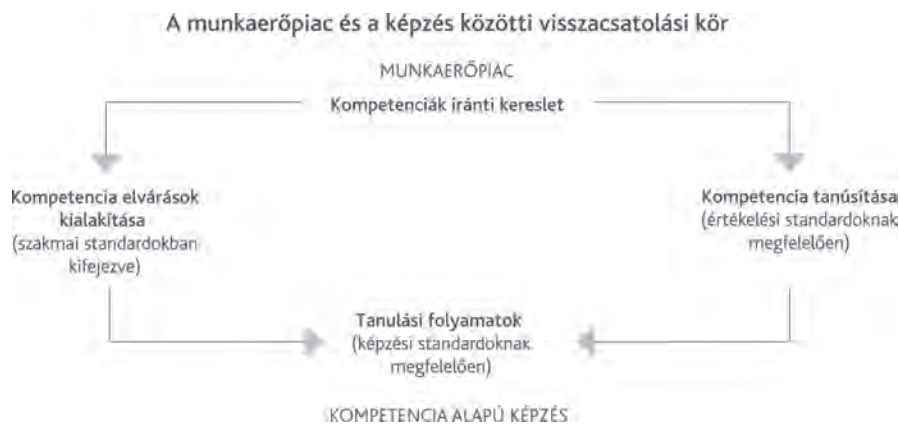 A munkaerőpiac és a képzés közötti visszacsatolási kör
MUNKAERŐPIAC
Kompetenciák iránti kereslet
Kompetencia elvárások
kialakítása
(szakmai standardokban
kifejezve)
Kompetencia tanúsítása
(értékelési standardoknak
megfelelően)
Tanulási folyamatok
(képzési standardoknak
megfelelően)
KOMPETENCIA ALAPÚ KÉPZÉS